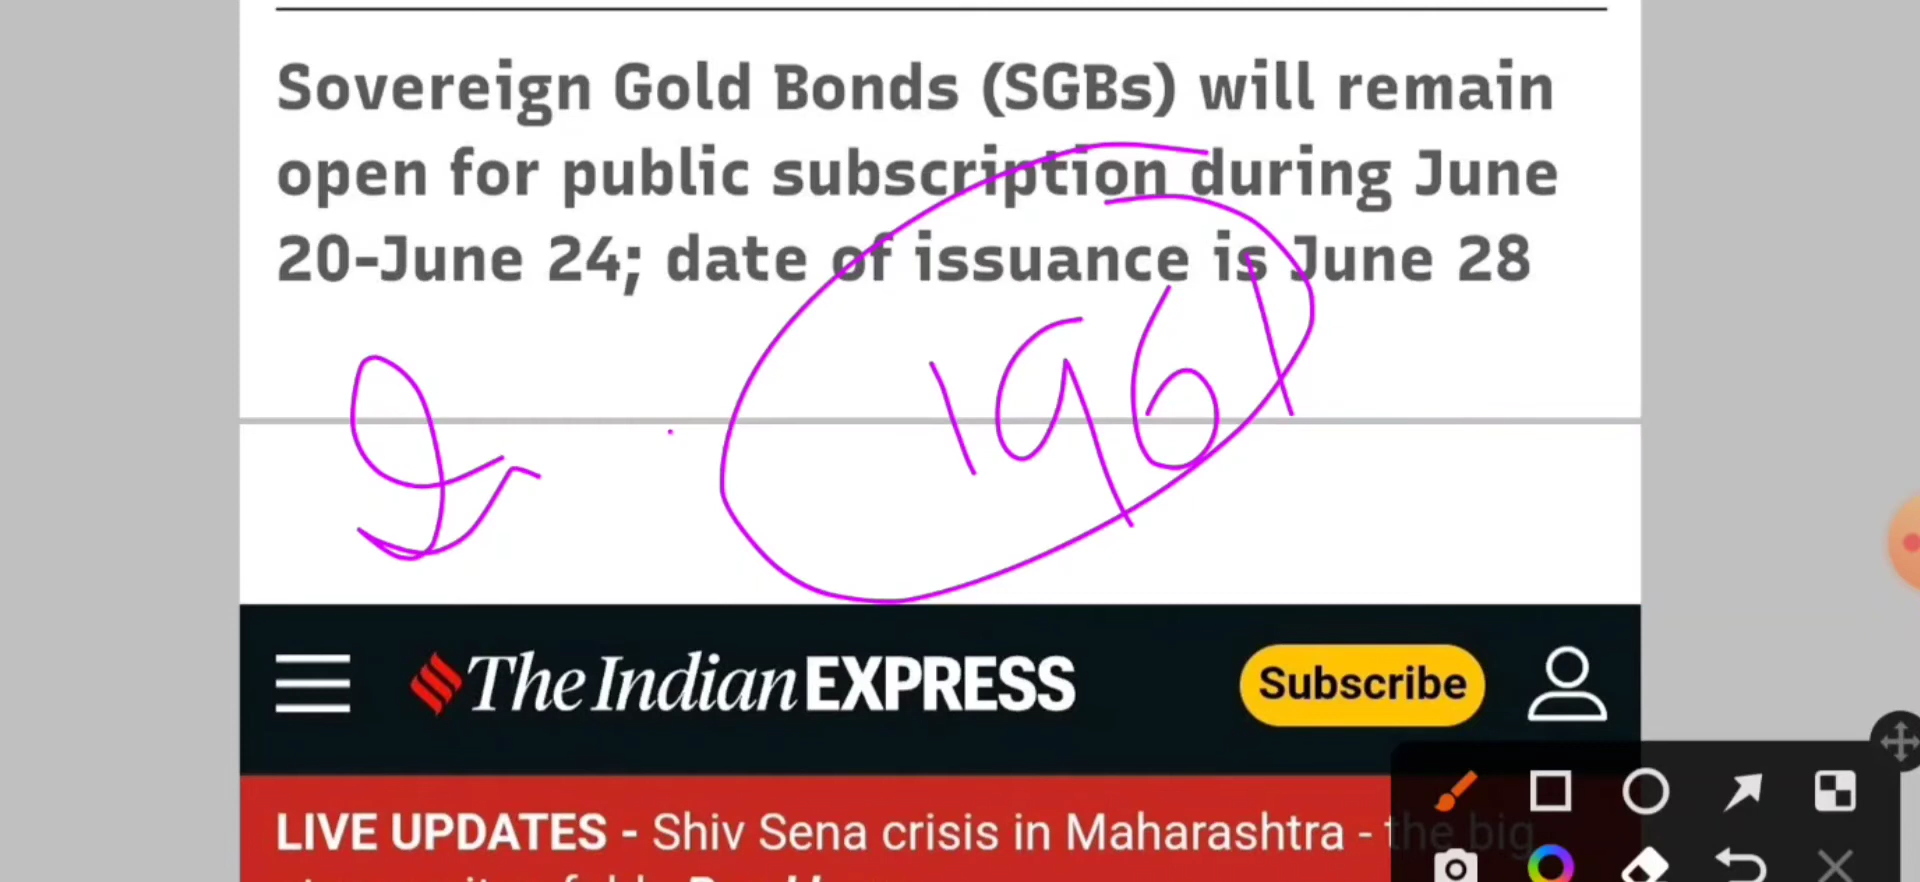 Sovereign Gold Bonds (SGBs) will remain
open for public subscription during June
20-June 24; date of issuance is June 28
1961
The Indian EXPRESS
Subscribe
LIVE UPDATES - Shiv Sena crisis in Maharashtra - the big